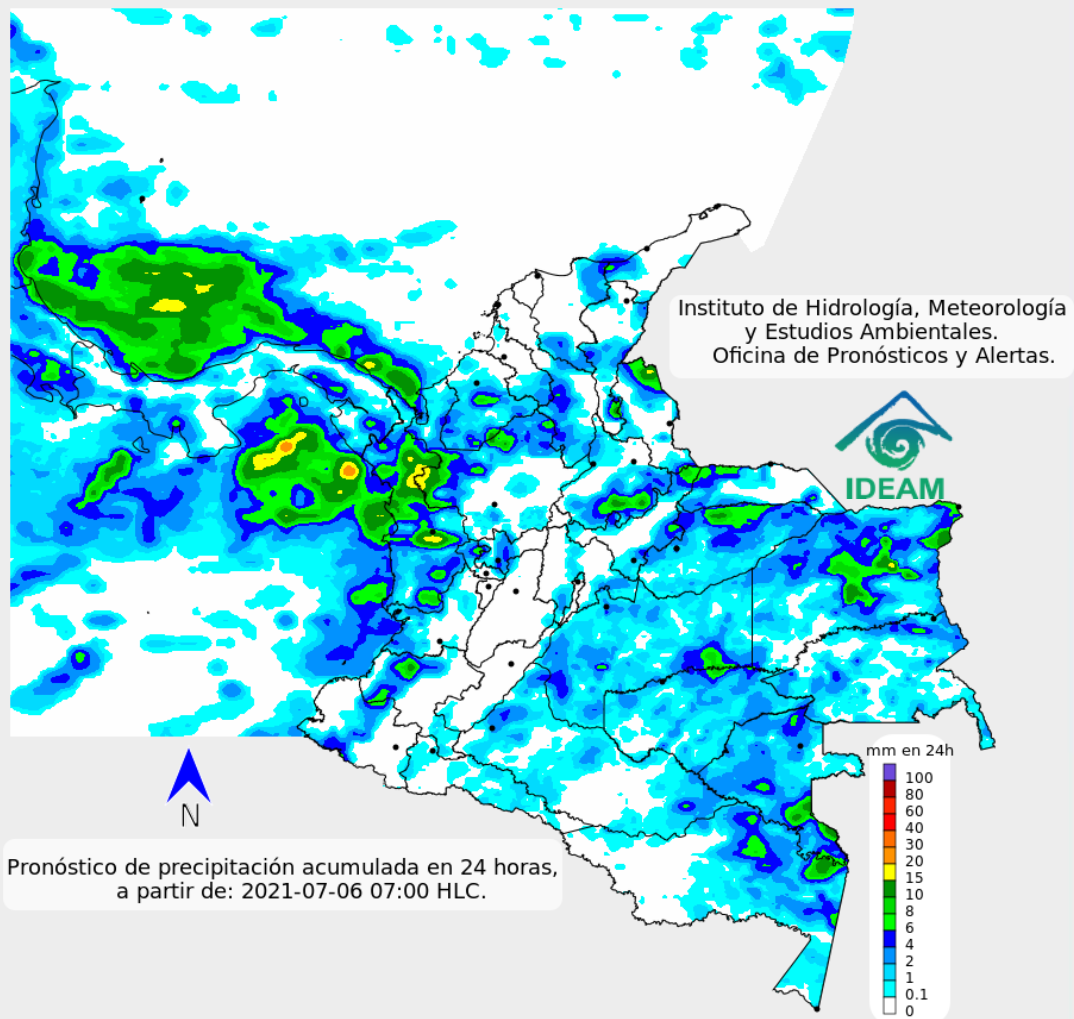 Instituto de Hidrología, Meteorología
y Estudios Ambientales.
Oficina de Pronósticos y Alertas.
IDEAM
mm en 24h
100
80
60
40
30
20
15
10
8
6
4
2
1
0.1
0
N
Pronóstico de precipitación acumulada en 24 horas,
a partir de: 2021-07-06 07:00 HLC.